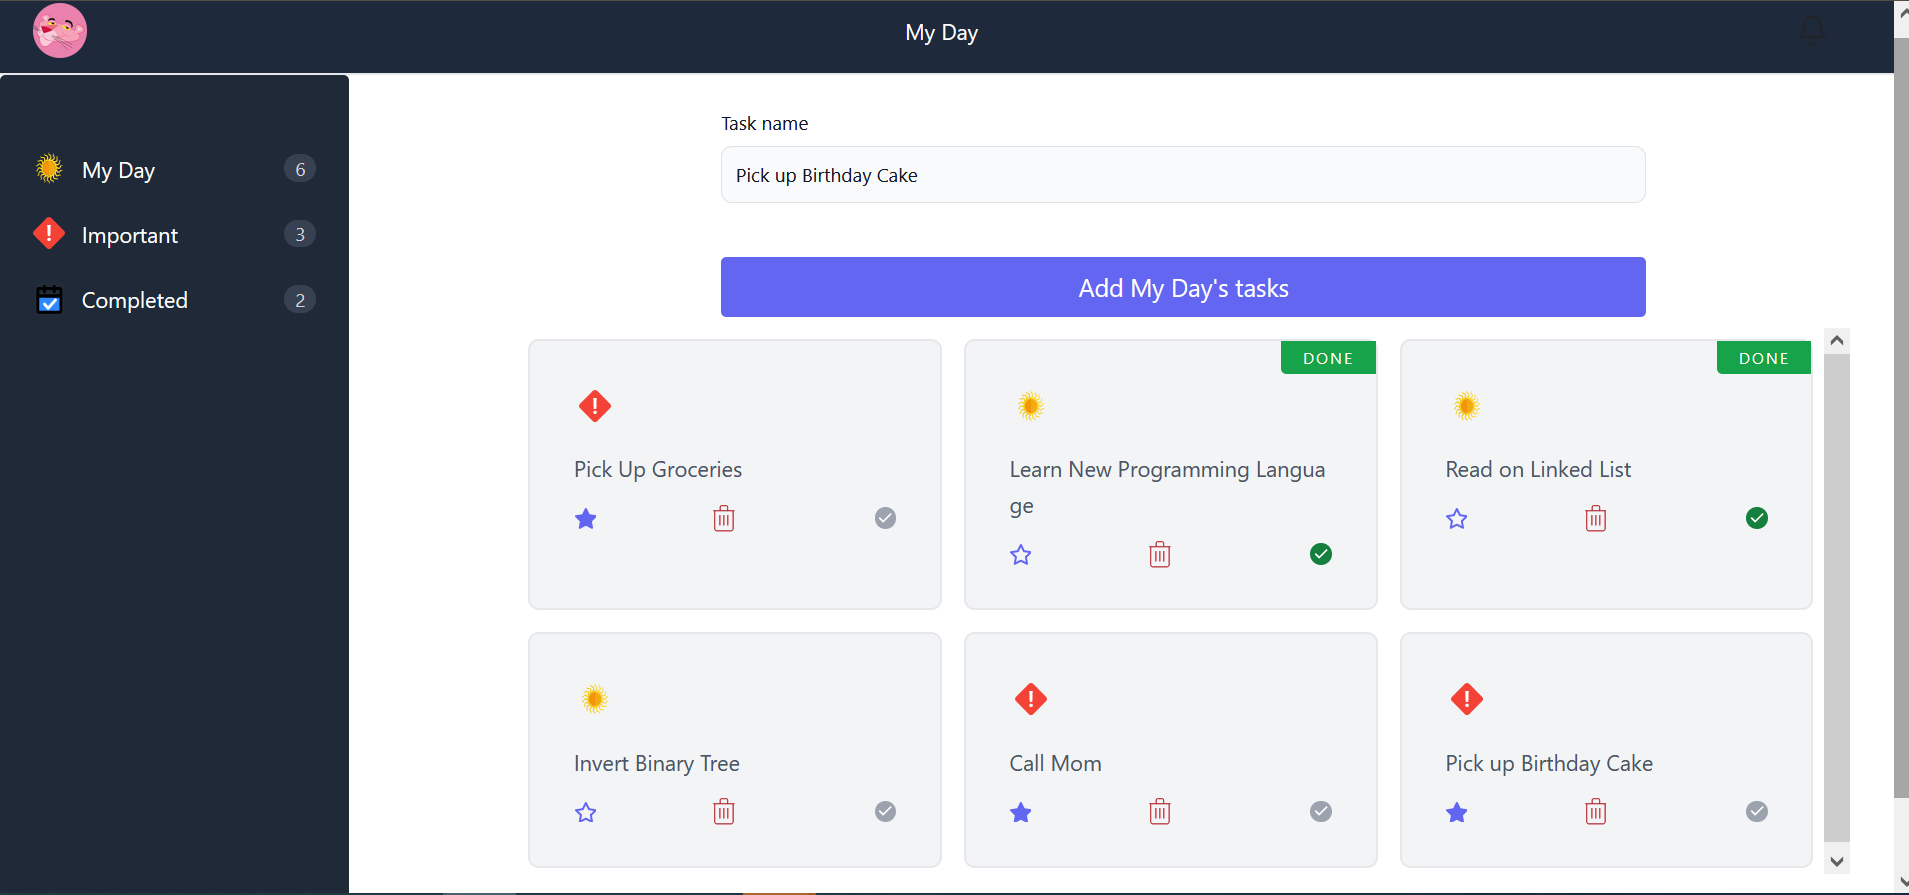 My Day
My Day 6
Important 3
Completed 2
Task name
Pick up Birthday Cake
Add My Day's tasks
Pick Up Groceries
DONE
Learn New Programming Langua
ge
DONE
Read on Linked List
Invert Binary Tree
Call Mom
Pick up Birthday Cake